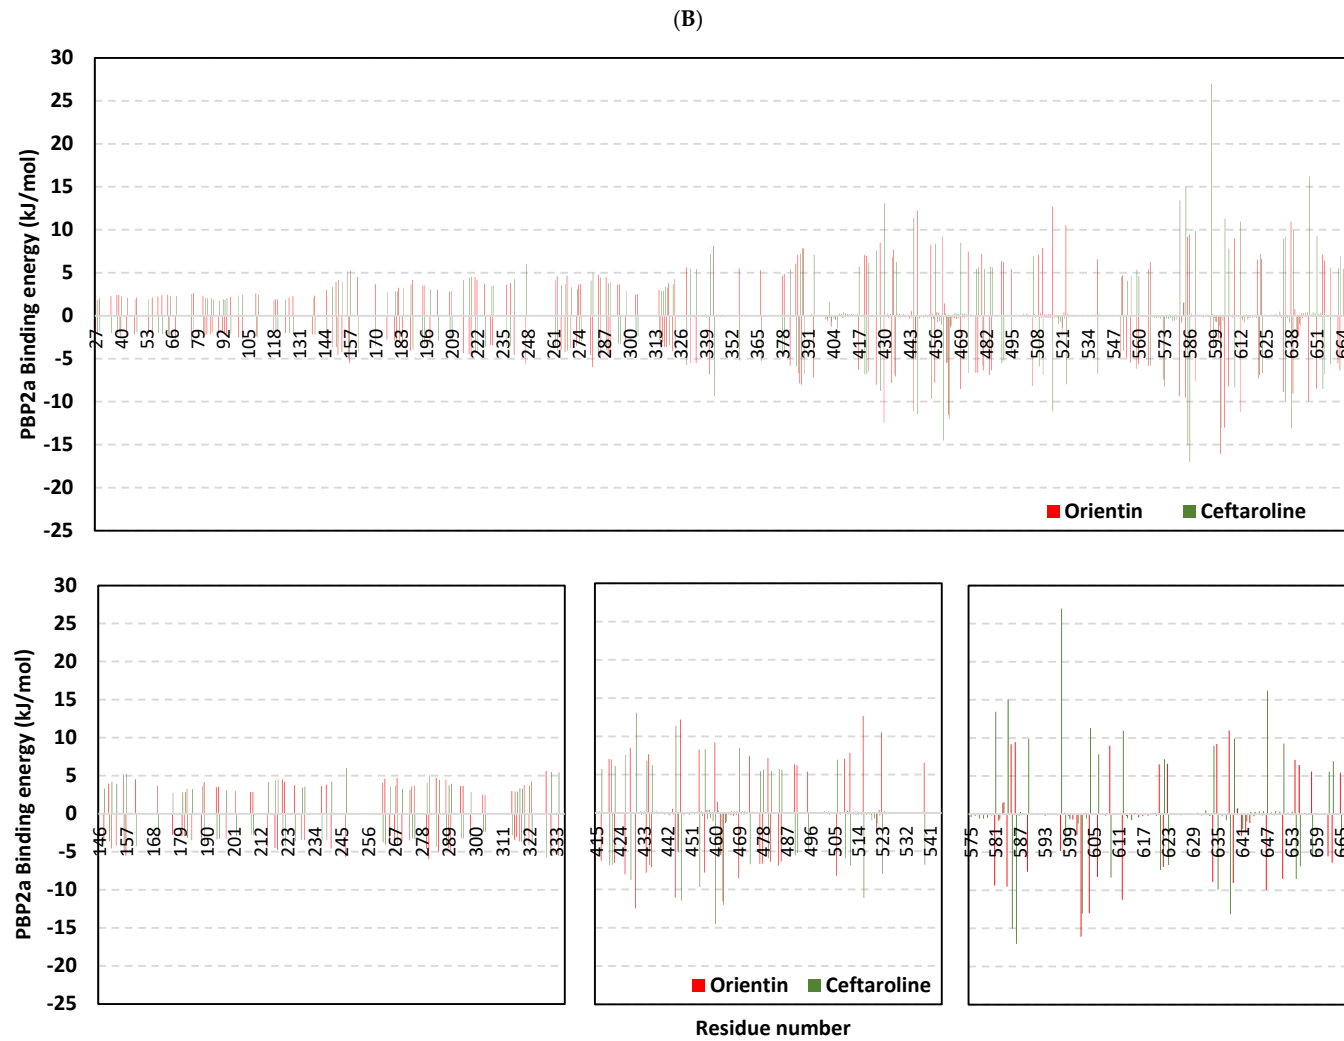 (B)
PBP2a Binding energy (kJ/mol)
30
25
20
15
10
5
0
-5
-10
-15
-20
-25
27 40 53 66 79 92 105 118 131 144 157 170 183 196 209 222 235 248 261 274 287 300 313 326 339 352 365 378 391 404 417 430 443 456 469 482 495 508 521 534 547 560 573 586 599 612 625 638 651 664
Orientin Ceftaroline
PBP2a Binding energy (kJ/mol)
30
25
20
15
10
5
0
-5
-10
-15
-20
-25
146 157 168 179 190 201 212 223 234 245 256 267 278 289 300 311 322 333
415 424 433 442 451 460 469 478 487 496 505 514 523 532 541
575 581 587 593 599 605 611 617 623 629 635 641 647 653 659 665
Orientin Ceftaroline
Residue number